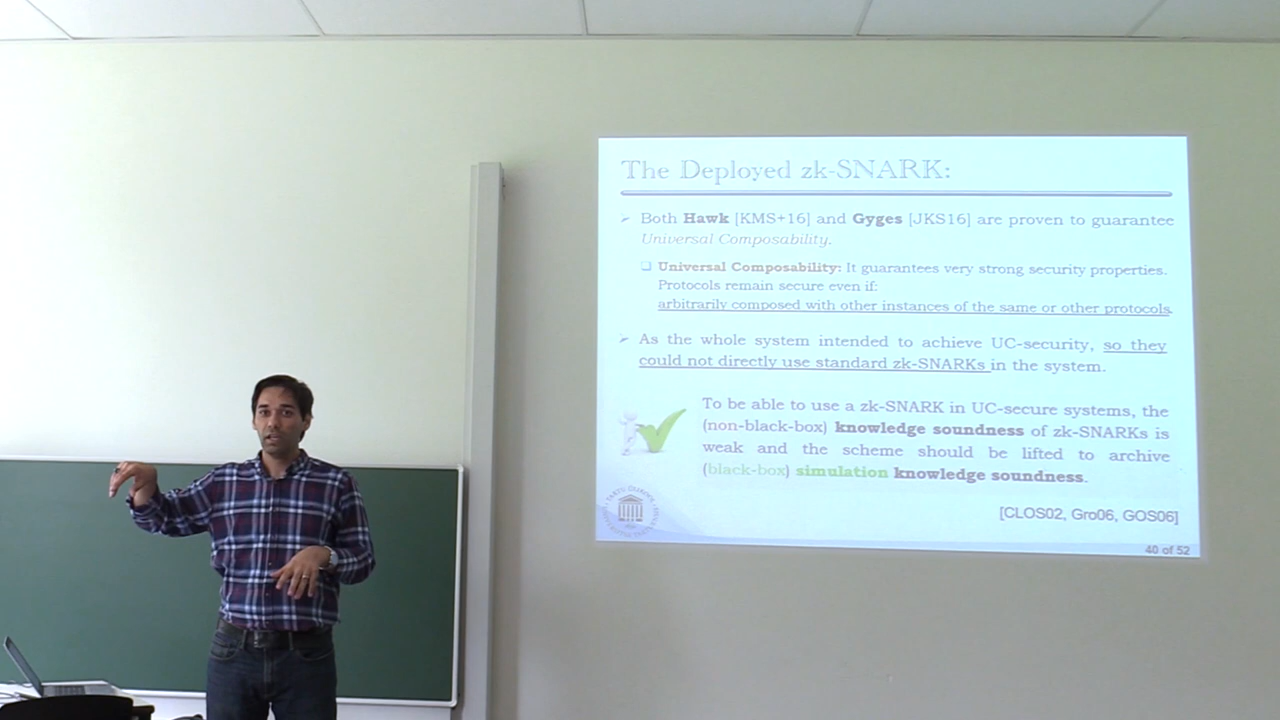 The Deployed zk-SNARK:
➢ Both Hawk [KMS+16] and Gyges [JKS16] are proven to guarantee
Universal Composability.
❑ Universal Composability: It guarantees very strong security properties.
Protocols remain secure even if:
arbitrarily composed with other instances of the same or other protocols.
➢ As the whole system intended to achieve UC-security, so they
could not directly use standard zk-SNARKs in the system.
To be able to use a zk-SNARK in UC-secure systems, the
(non-black-box) knowledge soundness of zk-SNARKs is
weak and the scheme should be lifted to archive
(black-box) simulation knowledge soundness.
[CLOS02, Gro06, GOS06]
40 of 52